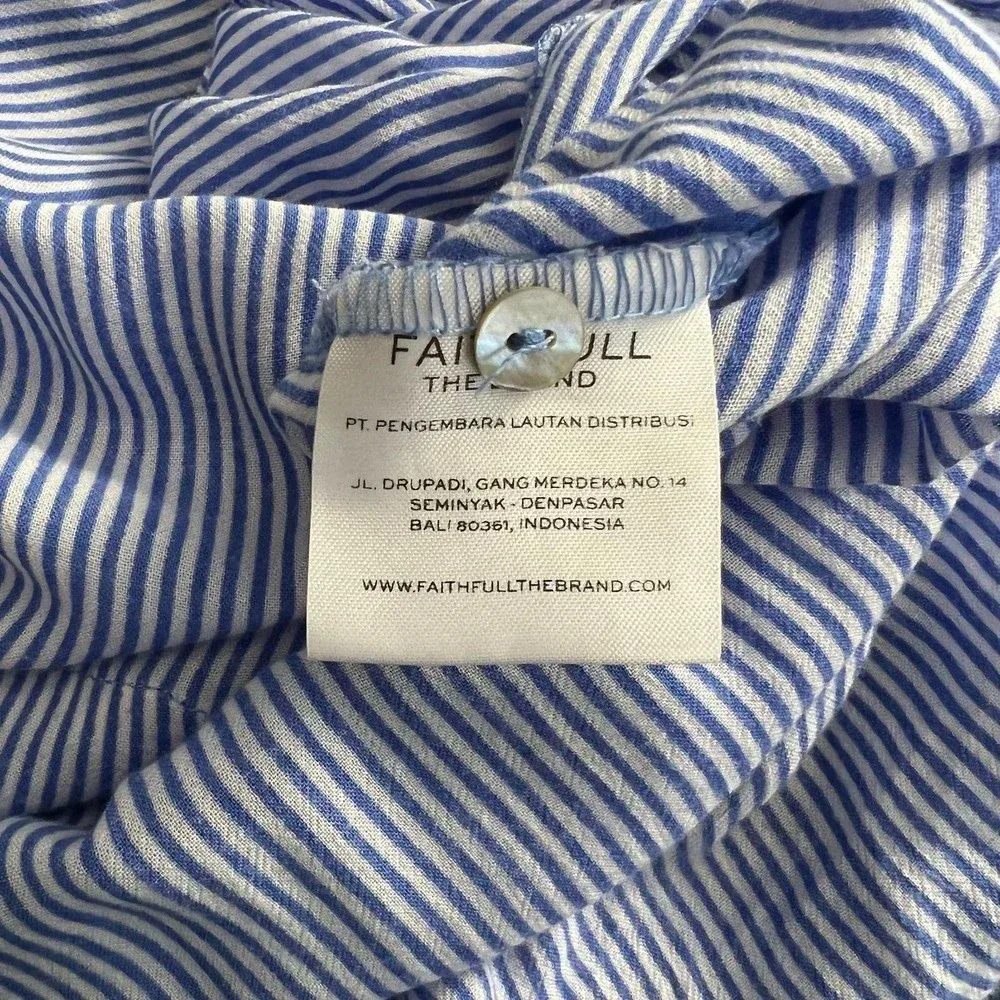 FAITHFULL
THE BRAND
PT. PENGEMBARA LAUTAN DISTRIBUSI
JL. DRUPADI, GANG MERDEKA NO. 14
SEMINYAK - DENPASAR
BALI 80361, INDONESIA
WWW.FAITHFULLTHEBRAND.COM